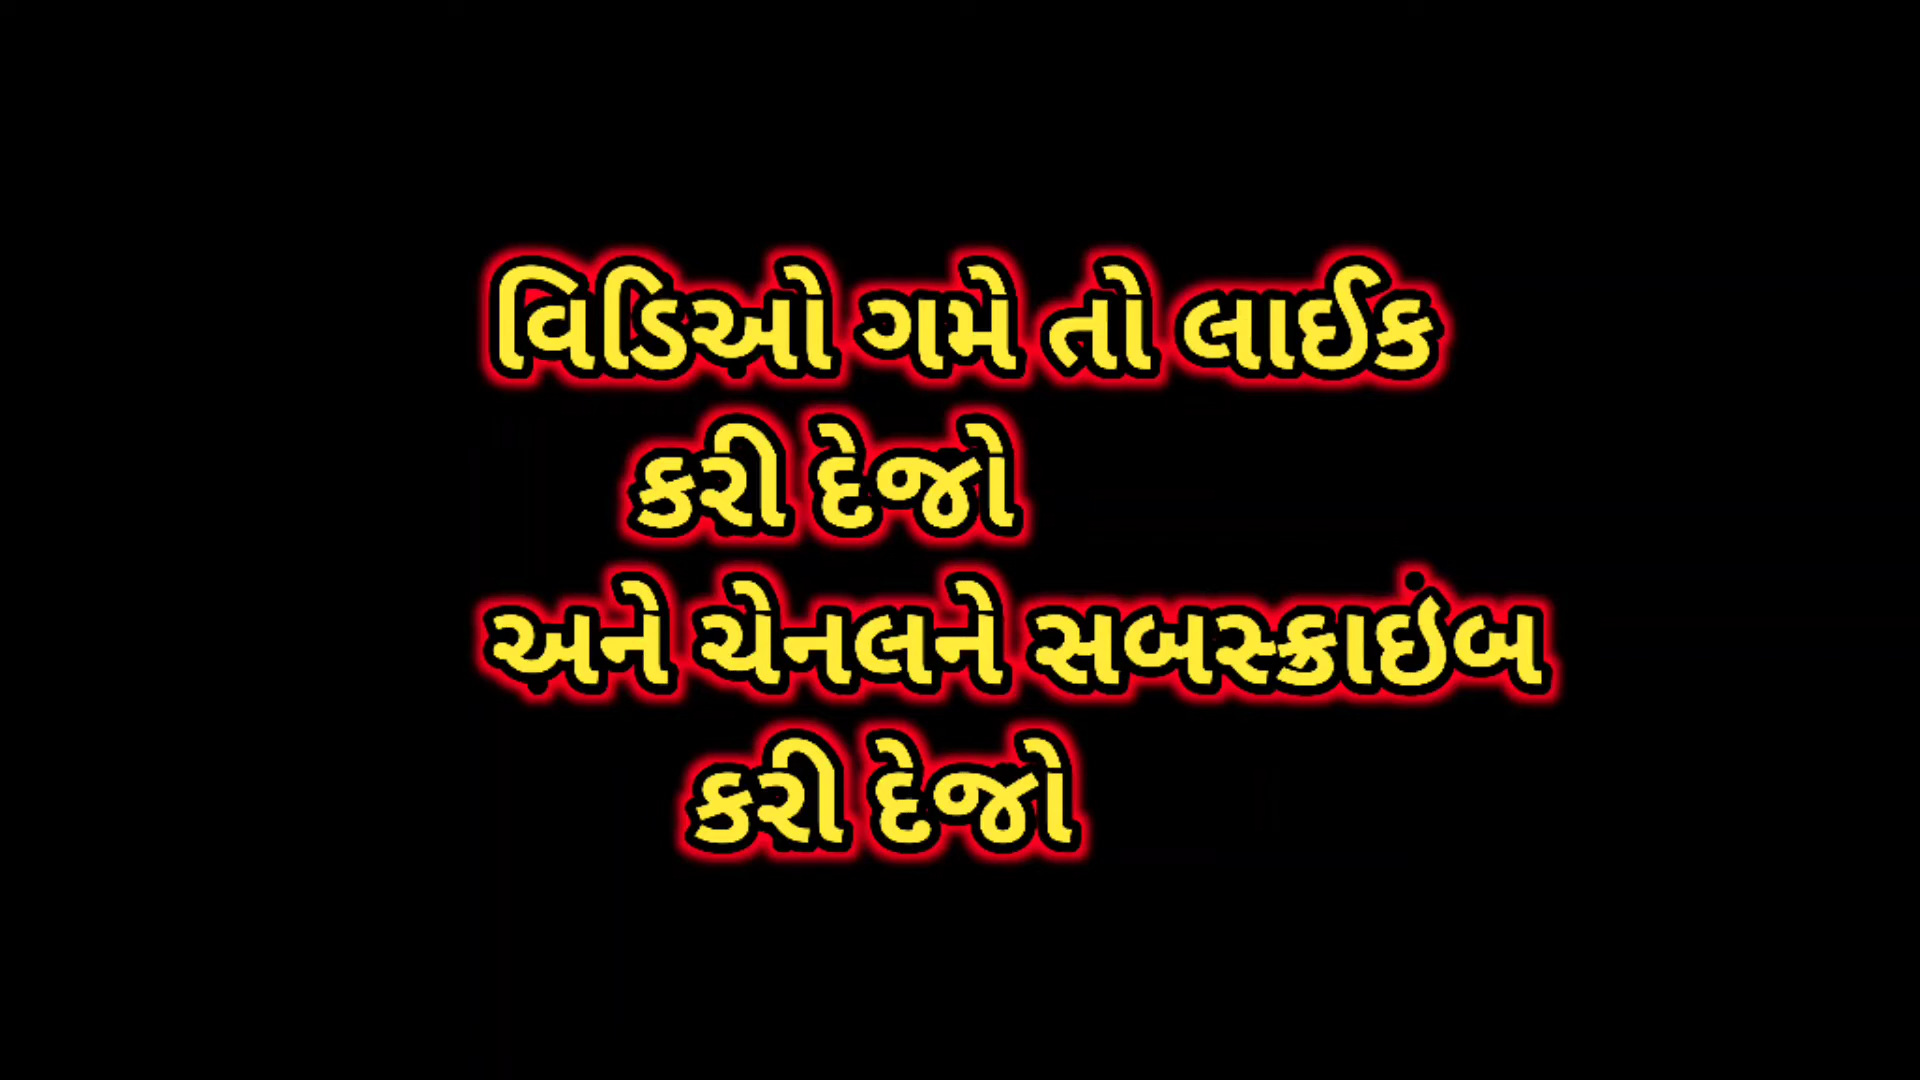 વિડિઓ ગમે તો લાઈક
કરી દેજો
અને ચેનલને સબસ્ક્રાઇંબ
કરી દેજો